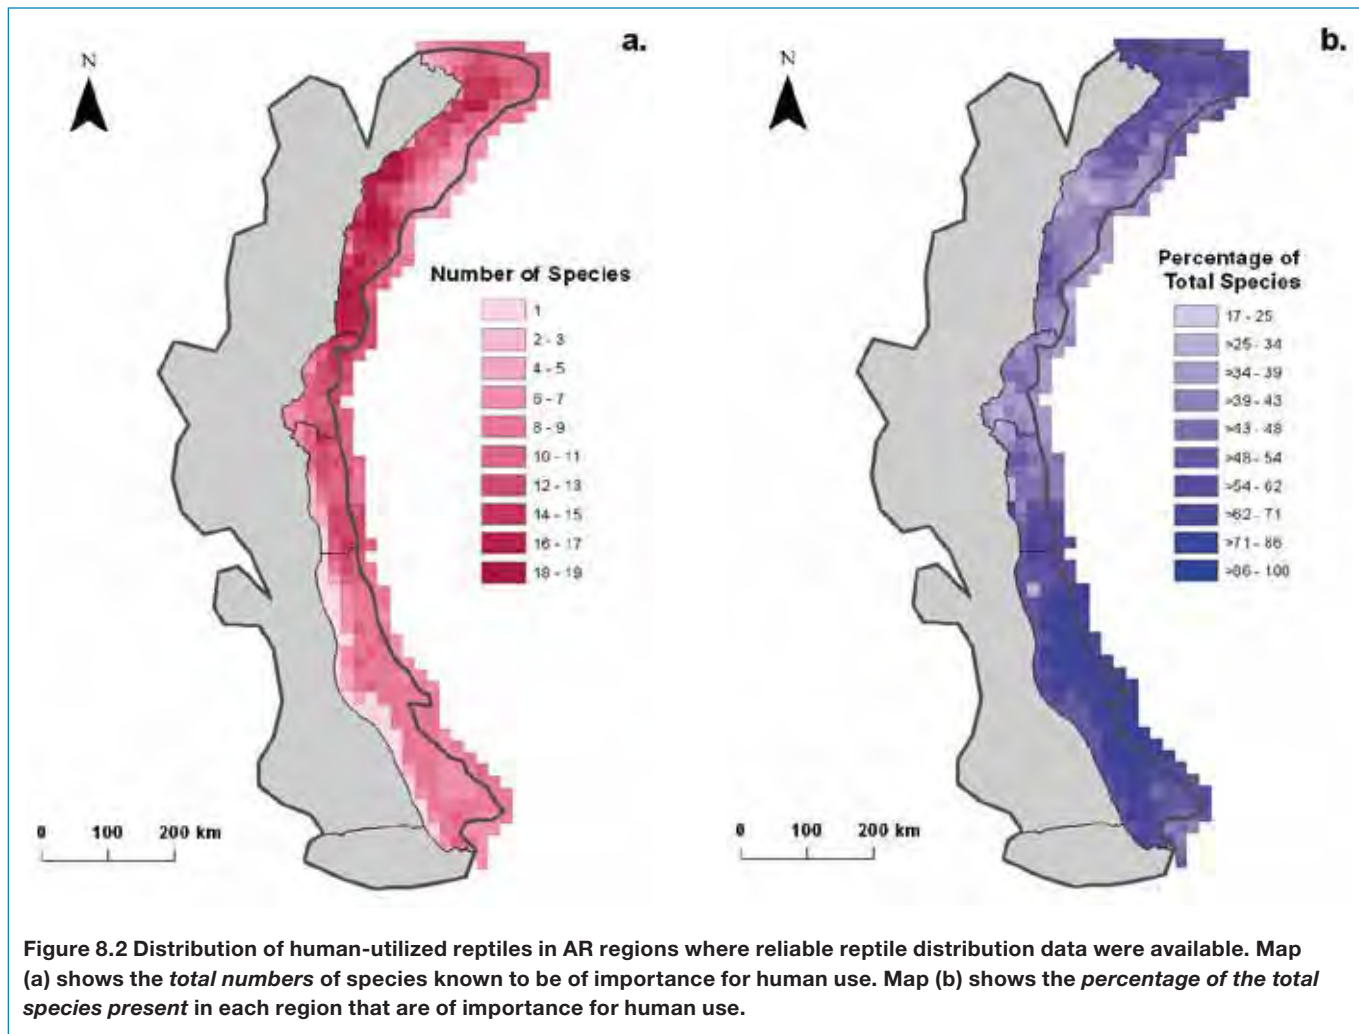 a.
N
Number of Species
1
2 - 3
4 - 5
6 - 7
8 - 9
10 - 11
12 - 13
14 - 15
16 - 17
18 - 19
0 100 200 km
b.
N
Percentage of
Total Species
17 - 25
>25 - 34
>34 - 39
>39 - 43
>43 - 48
>48 - 54
>54 - 62
>62 - 71
>71 - 86
>86 - 100
0 100 200 km
Figure 8.2 Distribution of human-utilized reptiles in AR regions where reliable reptile distribution data were available. Map
(a) shows the total numbers of species known to be of importance for human use. Map (b) shows the percentage of the total
species present in each region that are of importance for human use.